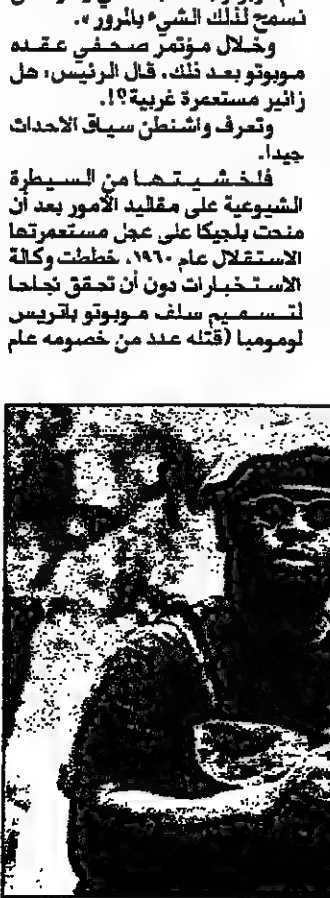 نسمح لذلك الشيء بالمرور ».
وخلال مؤتمر صحفي عقده
موبوتو بعد ذلك، قال الرئيس: هل
زائير مستعمرة غربية؟!.
وتعرف واشنطن سياق الاحداث
جيدا.
فلخشيتها من السيطرة
الشيوعية على مقاليد الأمور بعد أن
منحت بلجيكا على عجل مستعمرتها
الاستقلال عام ١٩٦٠، خططت وكالة
الاستخبارات دون أن تحقق نجاحا
لتسميم سلف موبوتو باتريس
لومومبا (قتله عدد من خصومه عام